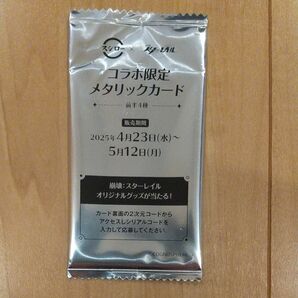 スシロー × スターレイル
コラボ限定
メタリックカード
前半4種
販売期間
2025年4月23日(水)～
5月12日(月)
崩壊:スターレイル
オリジナルグッズが当たる!
カード裏面の2次元コードから
アクセスしシリアルコードを
入力して応募してください。